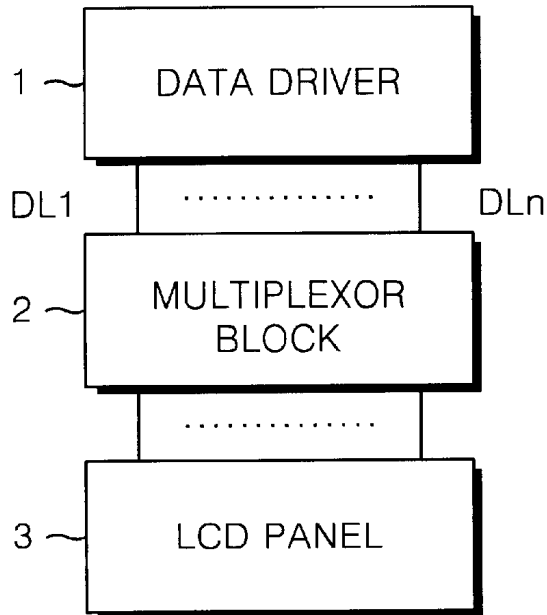 1 DATA DRIVER
DL1 DLn
2 MULTIPLEXOR
BLOCK
3 LCD PANEL